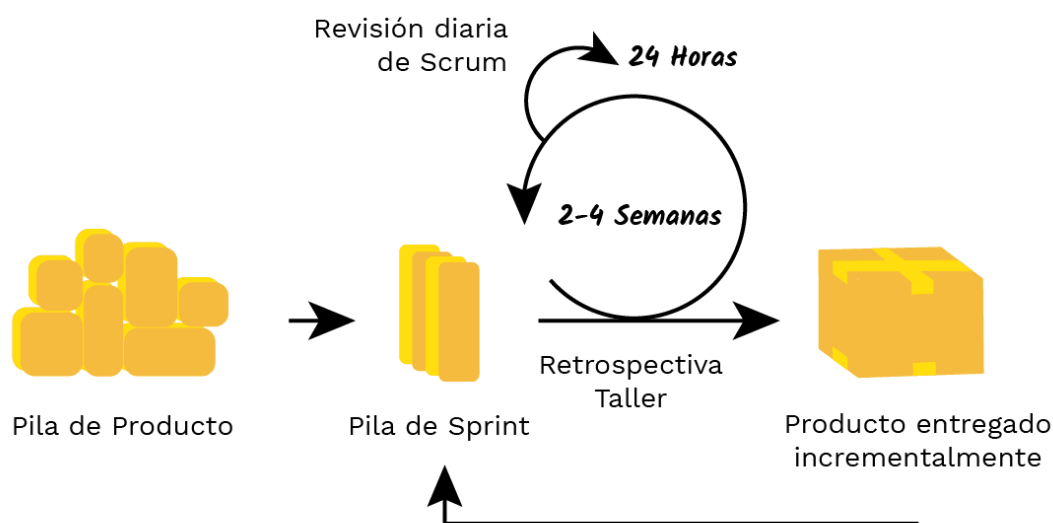 Revisión diaria
de Scrum
24 Horas
2-4 Semanas
Retrospectiva
Taller
Pila de Producto
Pila de Sprint
Producto entregado
incrementalmente